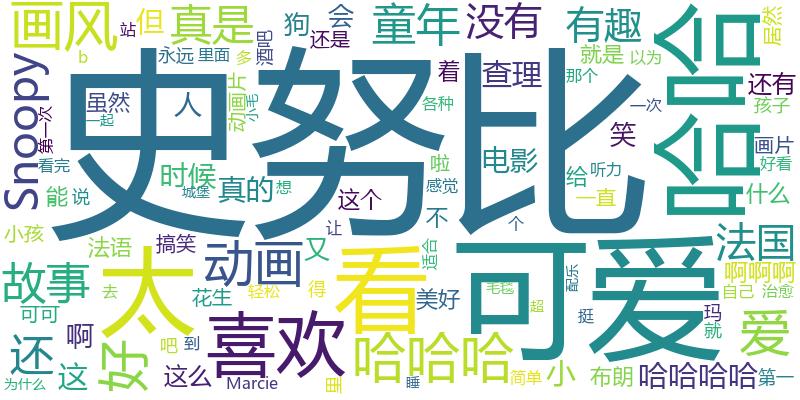 画风
站
但
真是
狗
会
还是
酒吧
童年
没有
有趣
哈哈
居然
Snoopy
b
永远
里面
多
就是
以为
着
查理
那个
还有
第一次
虽然
人
动画片
小毛
一起
各种
一次
孩子
史努比
笑
画片
看完
时候
城堡
真的
想
这个
啦
感觉
电影
给
听力
好看
能
说
一直
什么
不
个
让
小孩
法语
搞笑
动画
又
适合
可爱
法国
故事
太
看
配乐
啊啊啊
自己
治愈
去
花生
轻松
得
美好
毛毯
超
可可
挺
玛
就
爱
啊
吧
到
喜欢
还
好
哈哈哈
这
这么
Marcie
里
睡
简单
小
布朗
哈哈哈哈
第一
为什么